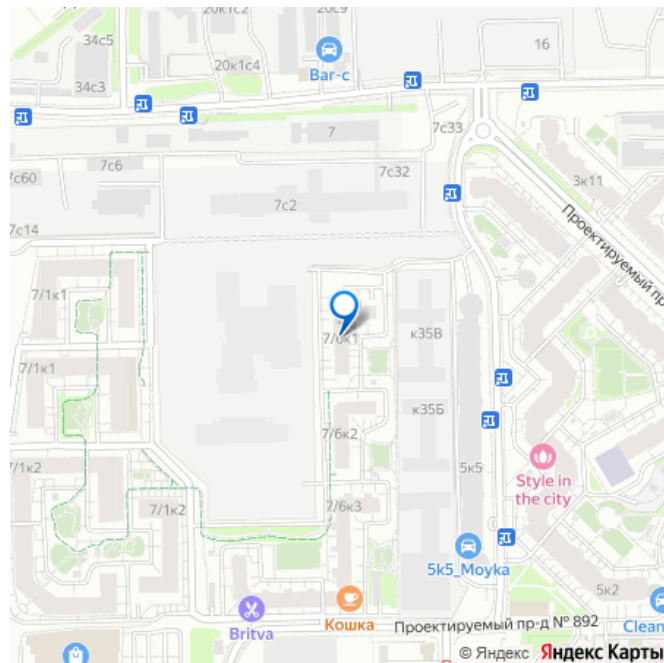 34с5
20к1с4
20с9
16
Bar-c
34с3
7с33
7
7с6
7с32
7с60
3к11
7с2
7с14
Проектируемый пр-
7/1к1
7/6к1
к35В
7/1к1
к35Б
7/6к2
5к5
Style in
the city
7/1к2
7/6к3
7/1к2
5k5_Moyka
5к2
Britva
Кошка
Проектируемый пр-д № 892
Clean
© Яндекс Яндекс Карты